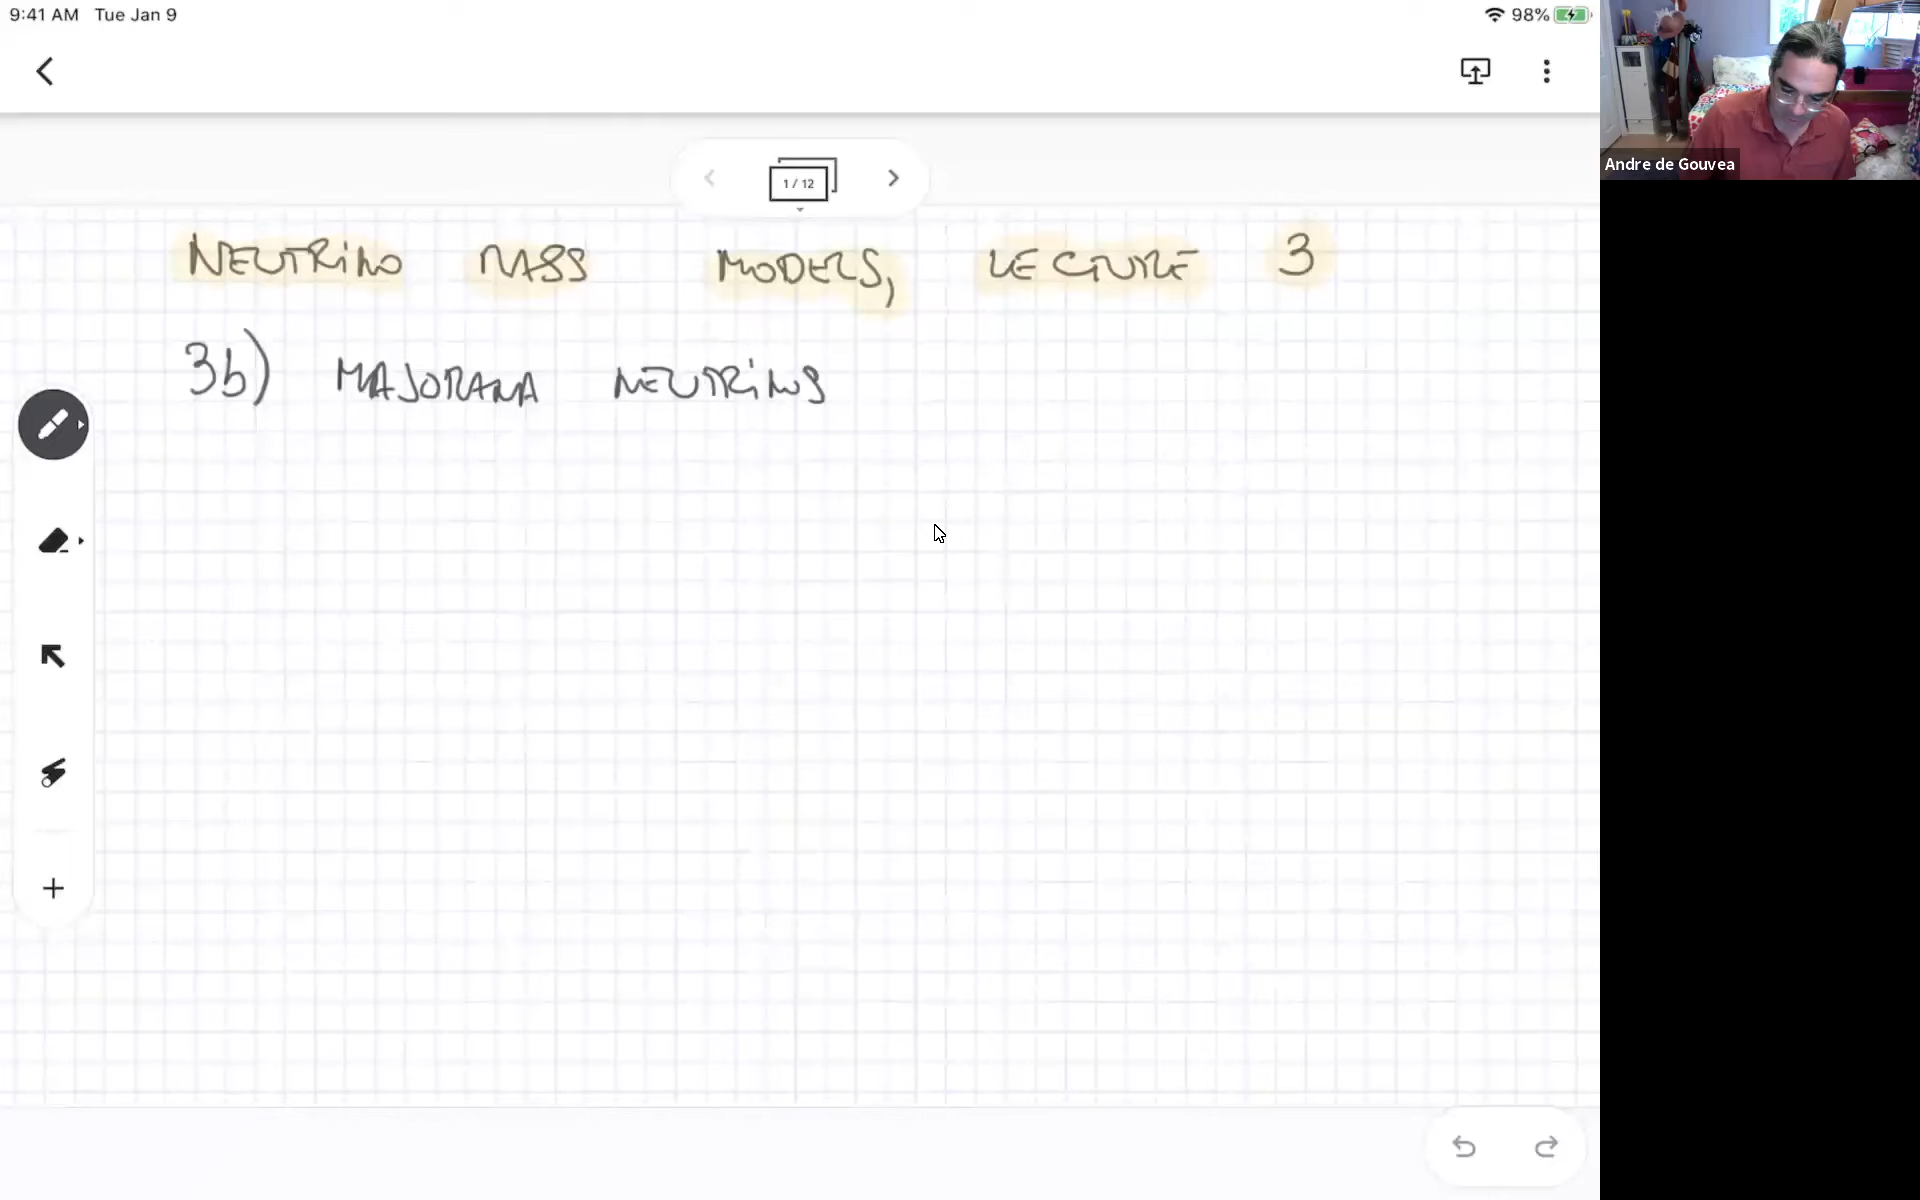 9:41 AM Tue Jan 9
98%
Andre de Gouvea
1 / 12
NEUTRINO MASS MODELS, LECTURE 3
3b) MAJORANA NEUTRINOS